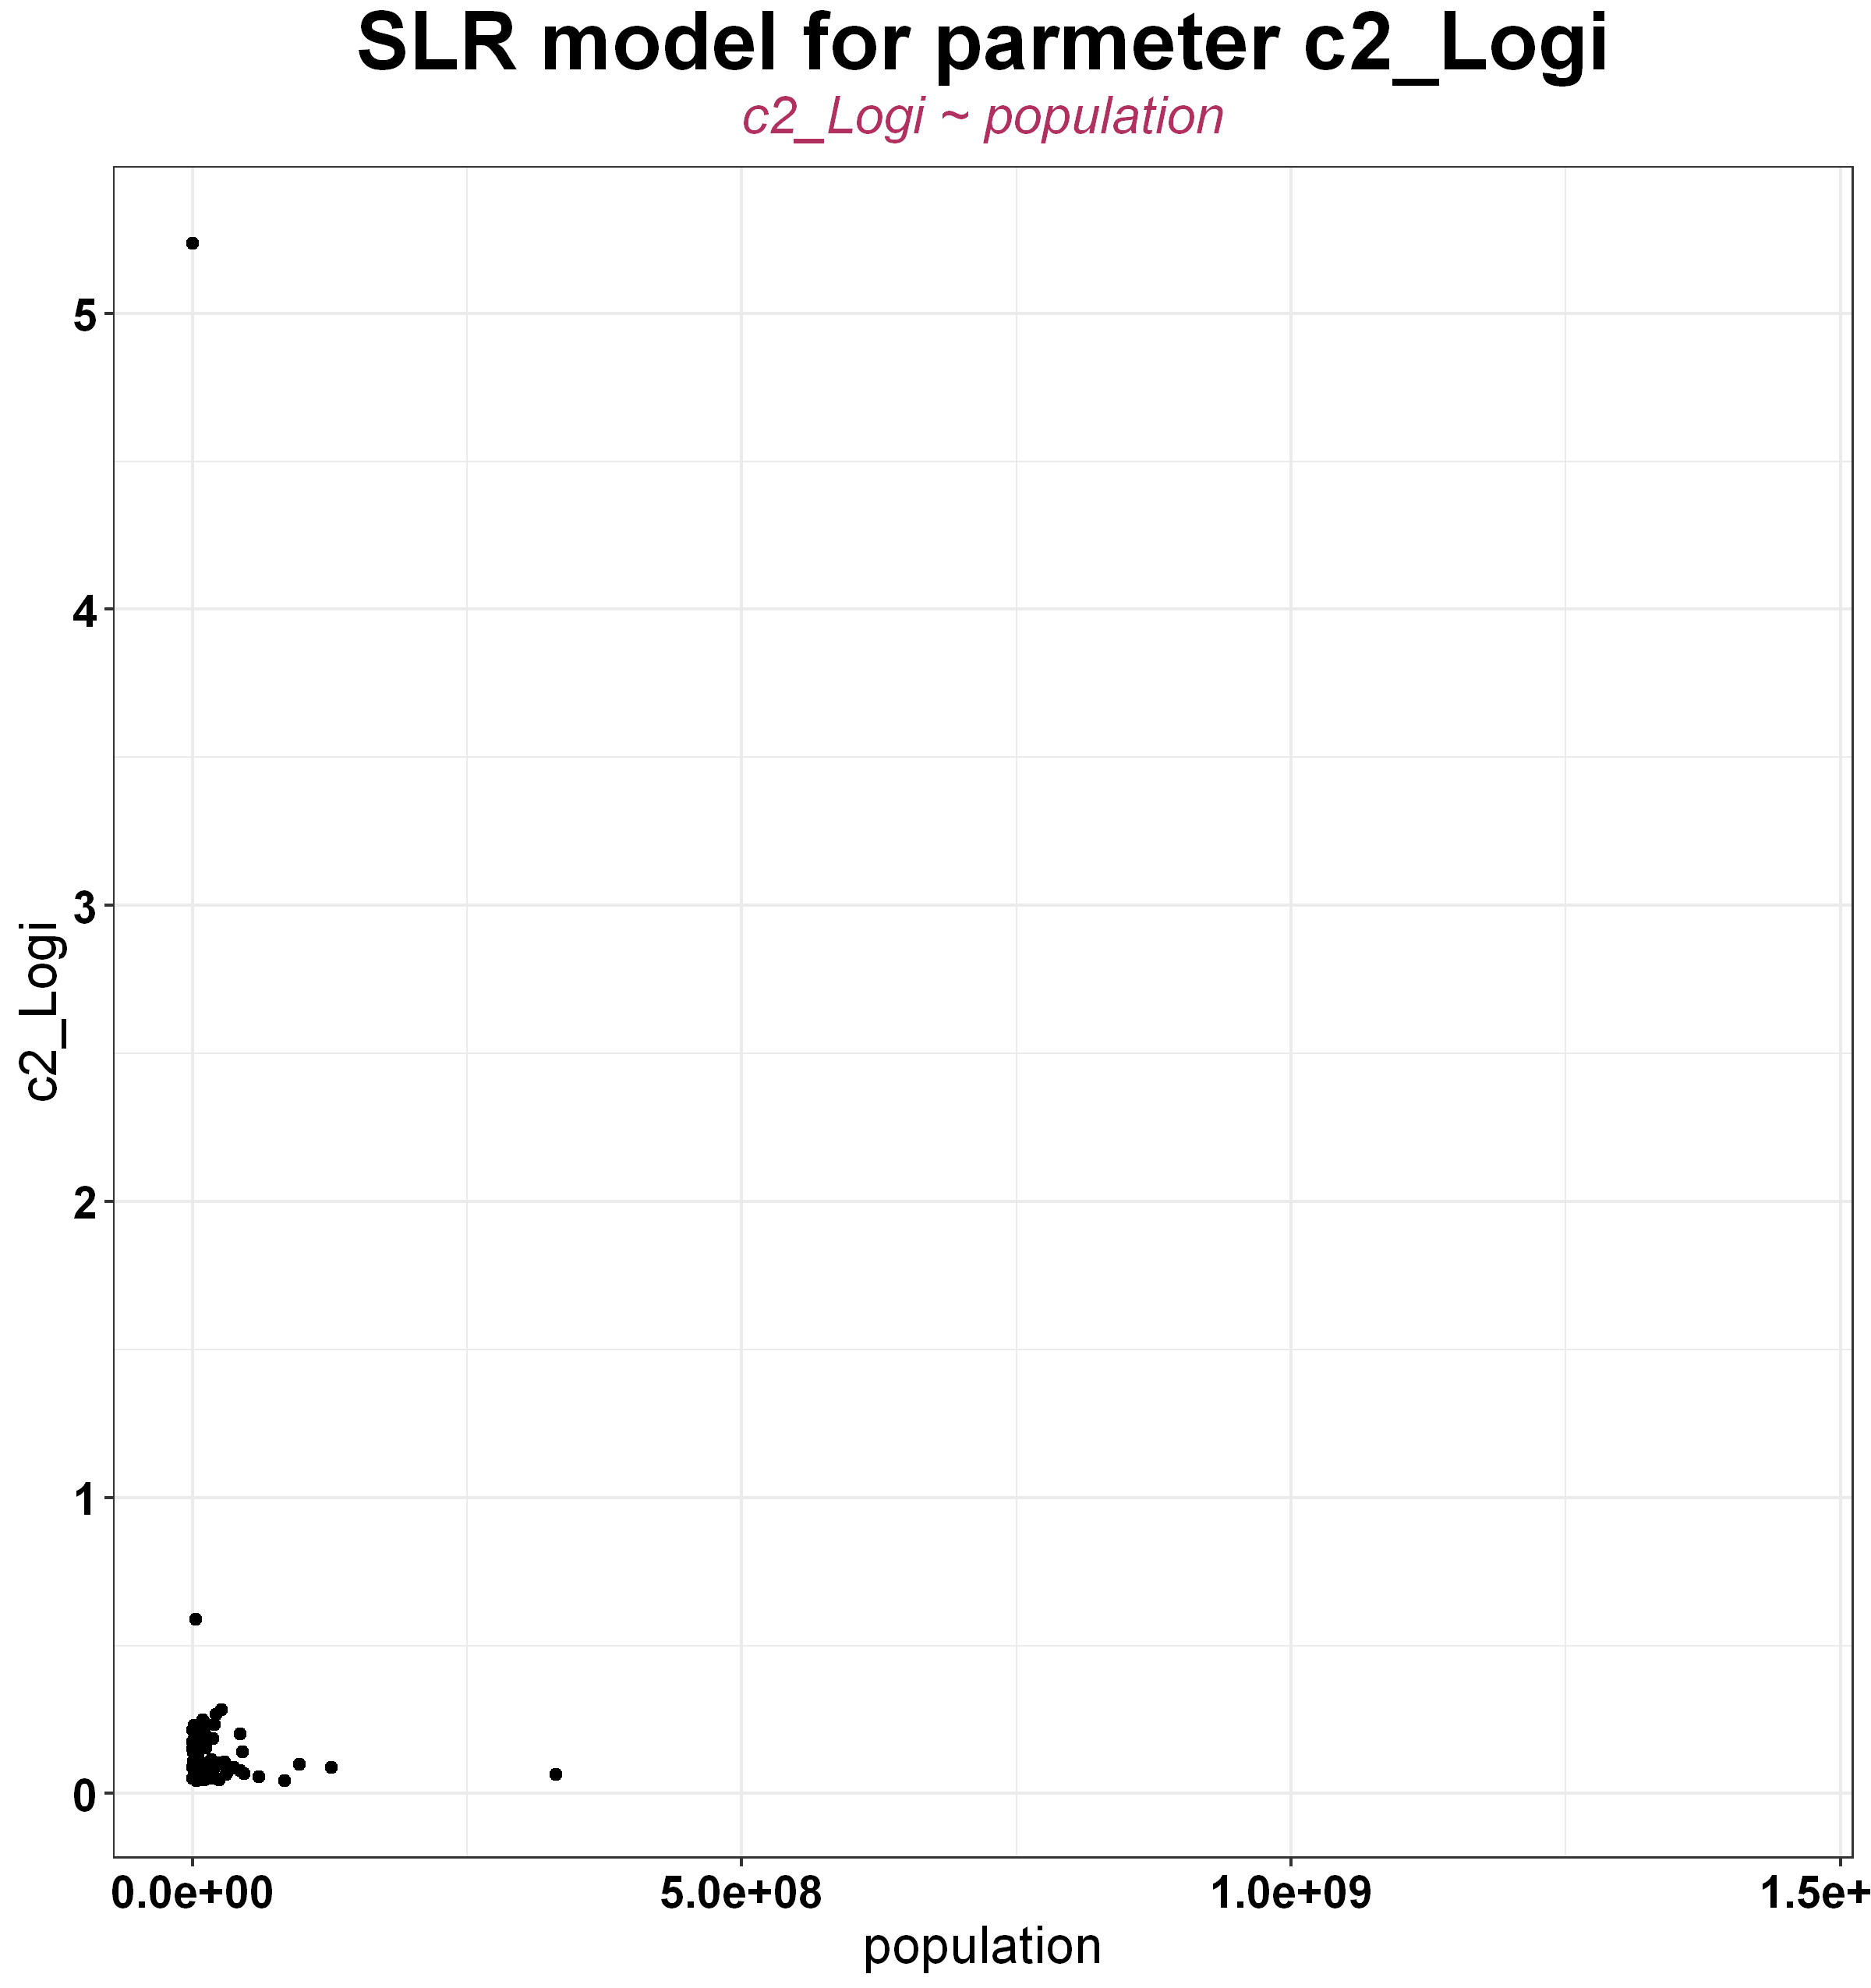 SLR model for parmeter c2_Logi
c2_Logi ~ population
5
4
3
2
1
0
c2_Logi
0.0e+00 5.0e+08 1.0e+09 1.5e+
population